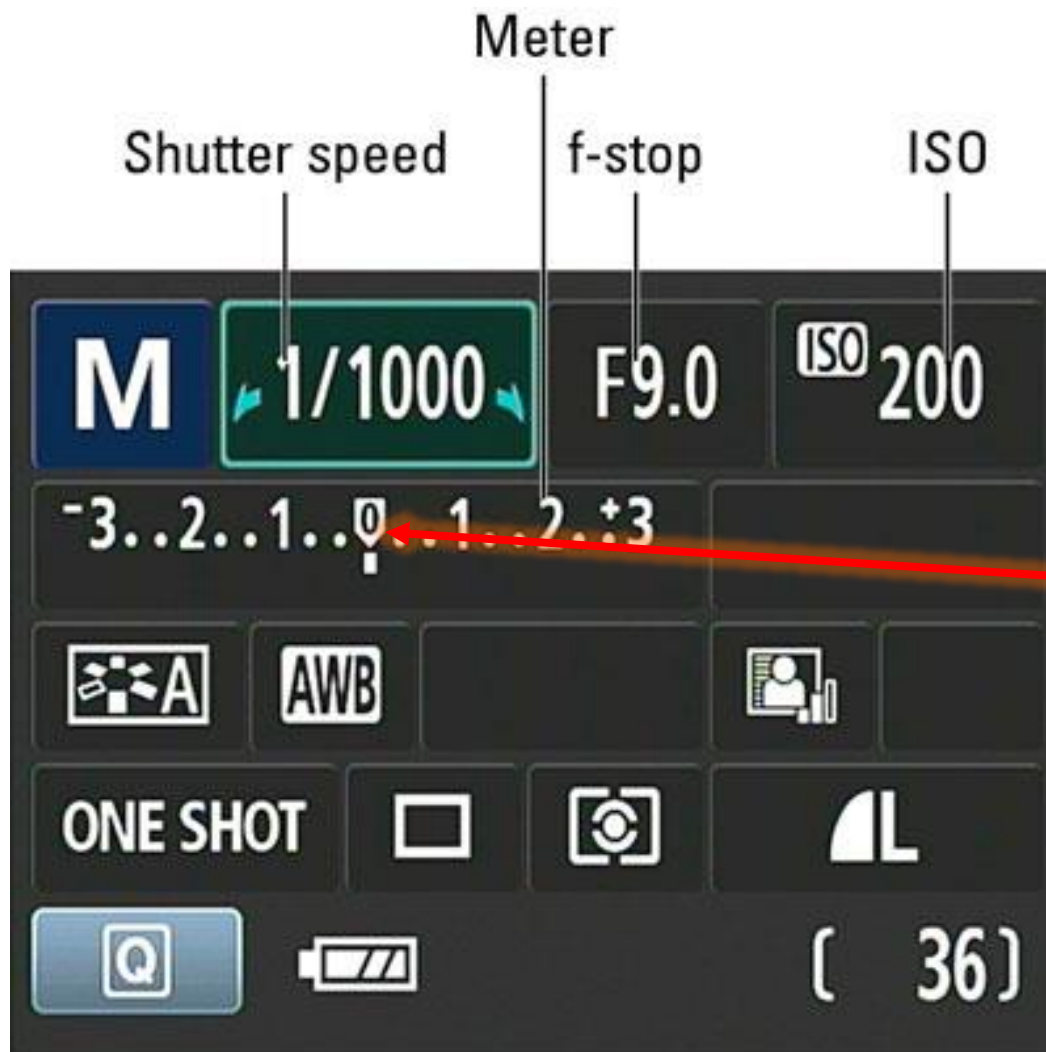 Meter
Shutter speed f-stop ISO
M 1/1000 F9.0 ISO 200
-3..2..1..0..1..2..+3
A AWB
ONE SHOT L
Q [ 36]